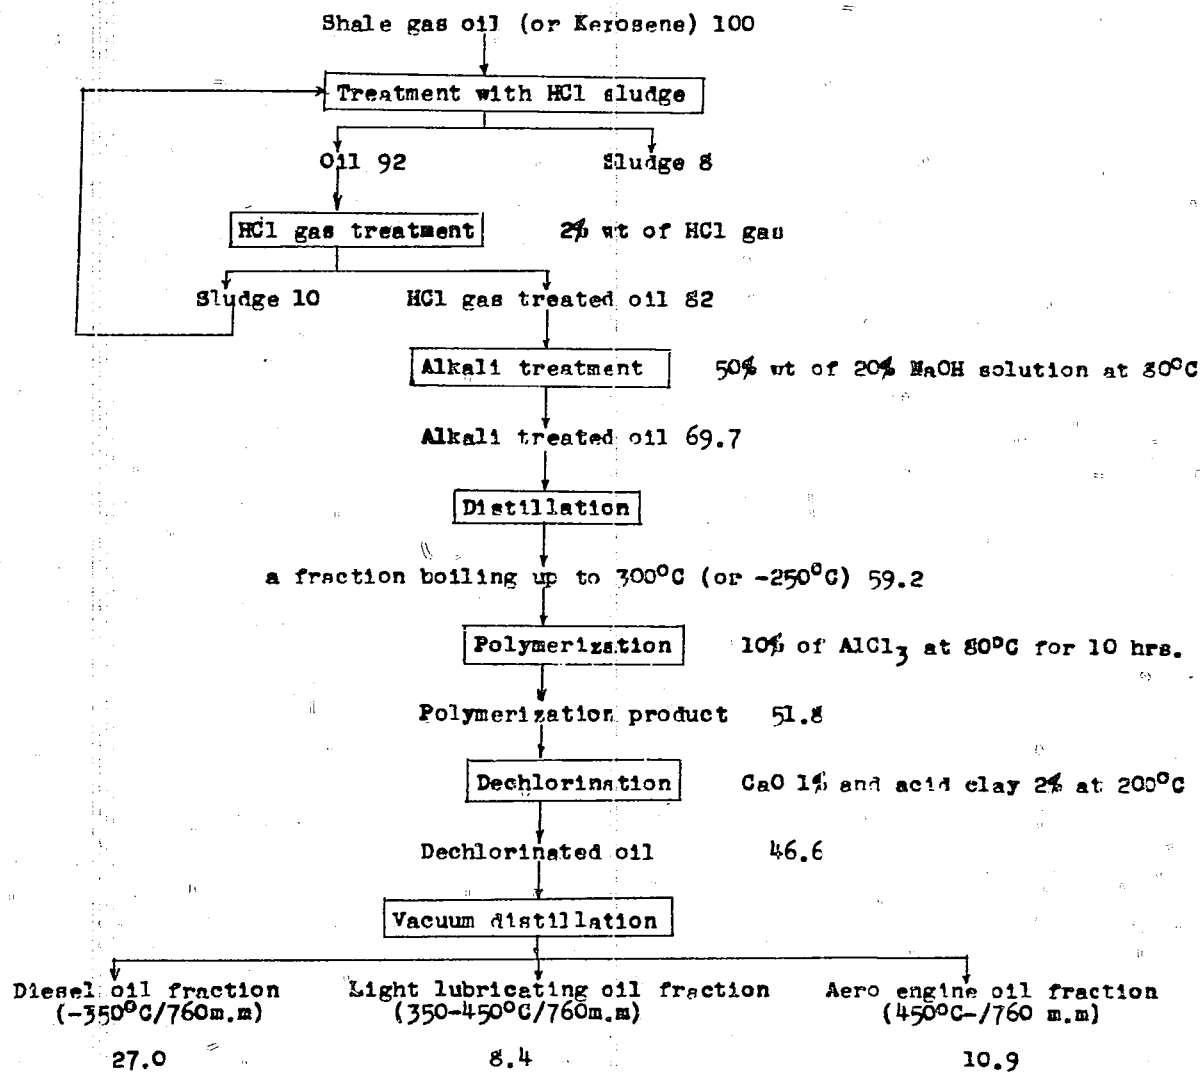 Shale gas oil (or Kerosene) 100
Treatment with HCl sludge
Oil 92
Sludge 8
HCl gas treatment
2% wt of HCl gas
Sludge 10
HCl gas treated oil 82
Alkali treatment
50% wt of 20% NaOH solution at 80°C
Alkali treated oil 69.7
Distillation
a fraction boiling up to 300°C (or -250°C) 59.2
Polymerization
10% of AlCl3 at 80°C for 10 hrs.
Polymerization product 51.8
Dechlorination
CaO 1% and acid clay 2% at 200°C
Dechlorinated oil 46.6
Vacuum distillation
Diesel oil fraction
(-350°C/760m.m)
27.0
Light lubricating oil fraction
(350-450°C/760m.m)
8.4
Aero engine oil fraction
(450°C-/760 m.m)
10.9